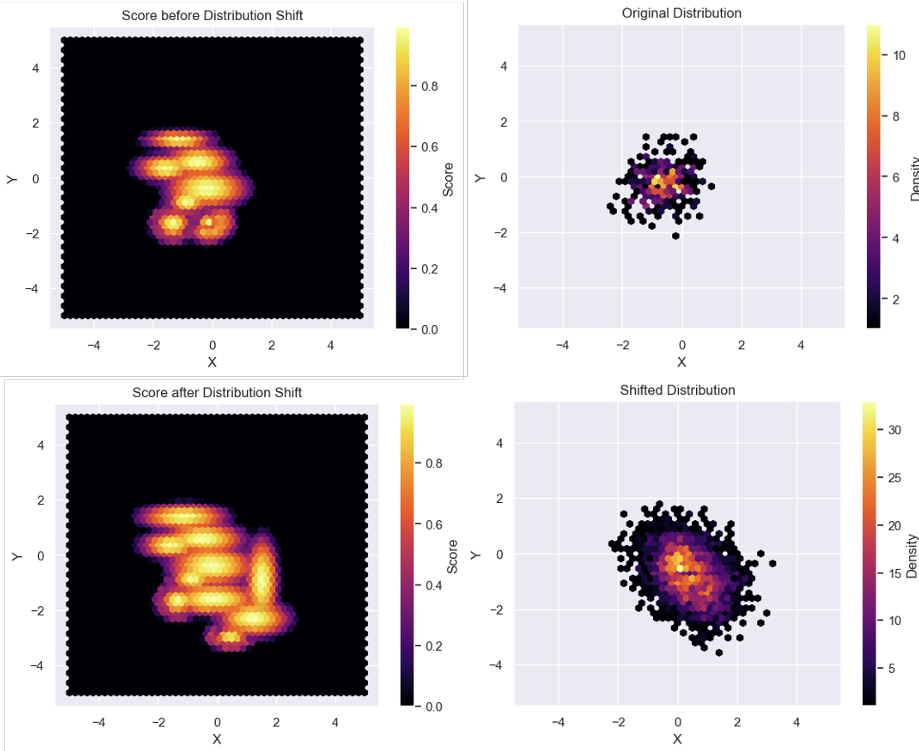 Score before Distribution Shift
4
2
0
−2
−4
Y
−4 −2 0 2 4
X
0.8
0.6
0.4
0.2
0.0
Score
Original Distribution
4
2
0
−2
−4
Y
−4 −2 0 2 4
X
10
8
6
4
2
Density
Score after Distribution Shift
4
2
0
−2
−4
Y
−4 −2 0 2 4
X
0.8
0.6
0.4
0.2
0.0
Score
Shifted Distribution
4
2
0
−2
−4
Y
−4 −2 0 2 4
X
30
25
20
15
10
5
Density